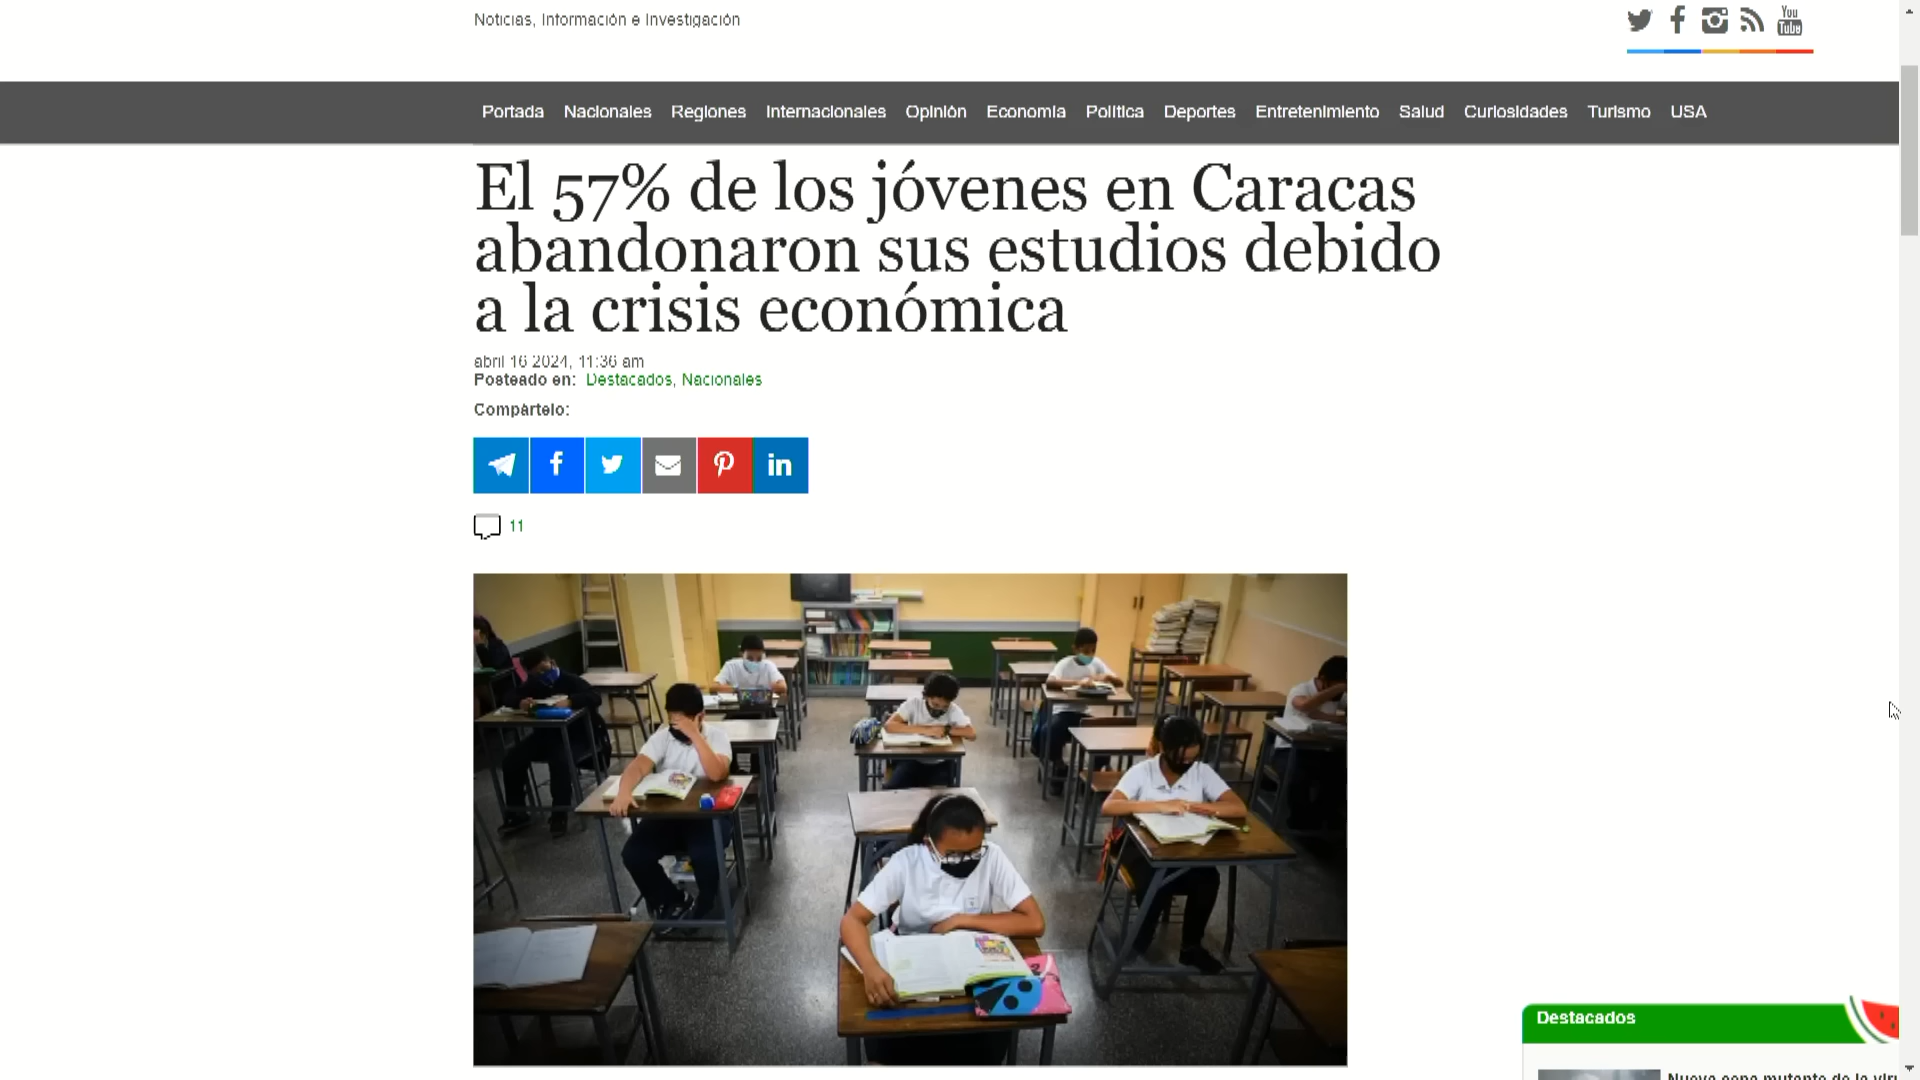 Noticias, Información e Investigación
You
Tube
Portada Nacionales Regiones Internacionales Opinión Economía Política Deportes Entretenimiento Salud Curiosidades Turismo USA
El 57% de los jóvenes en Caracas
abandonaron sus estudios debido
a la crisis económica
abril 16 2024, 11:36 am
Posteado en: Destacados, Nacionales
Compártelo:
11
Destacados